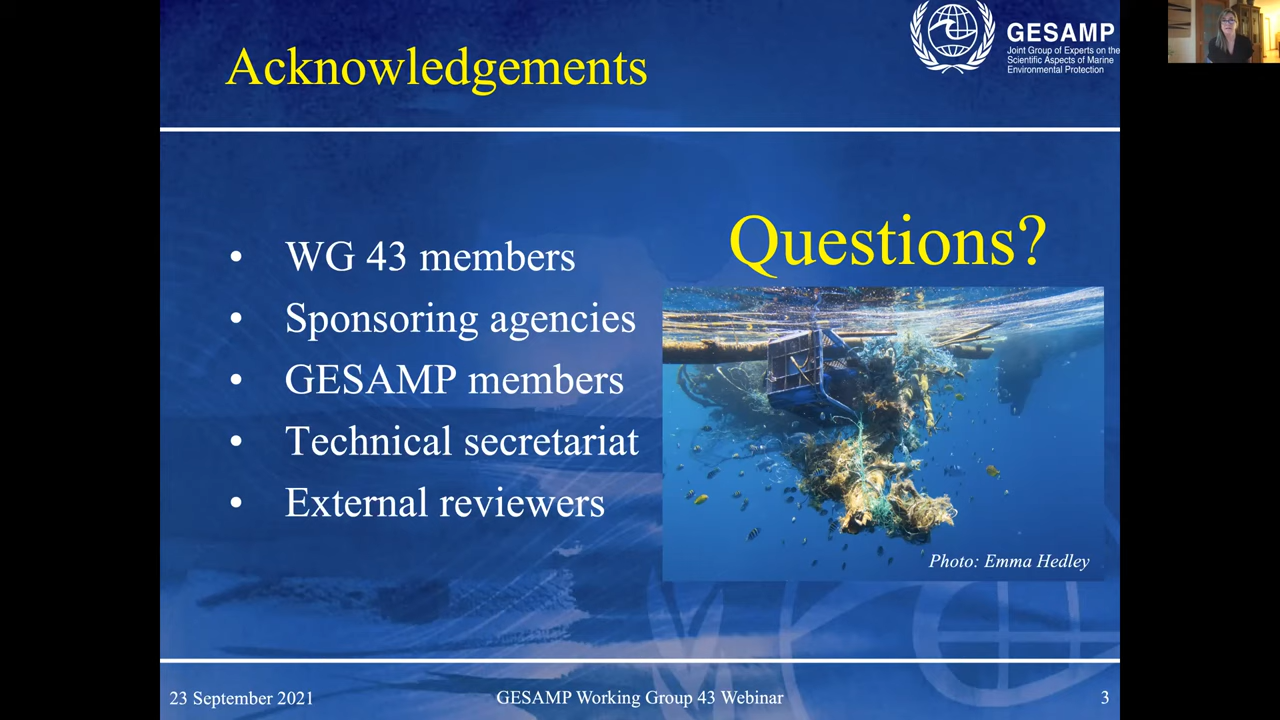 Acknowledgements
GESAMP
Joint Group of Experts on the
Scientific Aspects of Marine
Environmental Protection
• WG 43 members
• Sponsoring agencies
• GESAMP members
• Technical secretariat
• External reviewers
Questions?
Photo: Emma Hedley
23 September 2021
GESAMP Working Group 43 Webinar
3